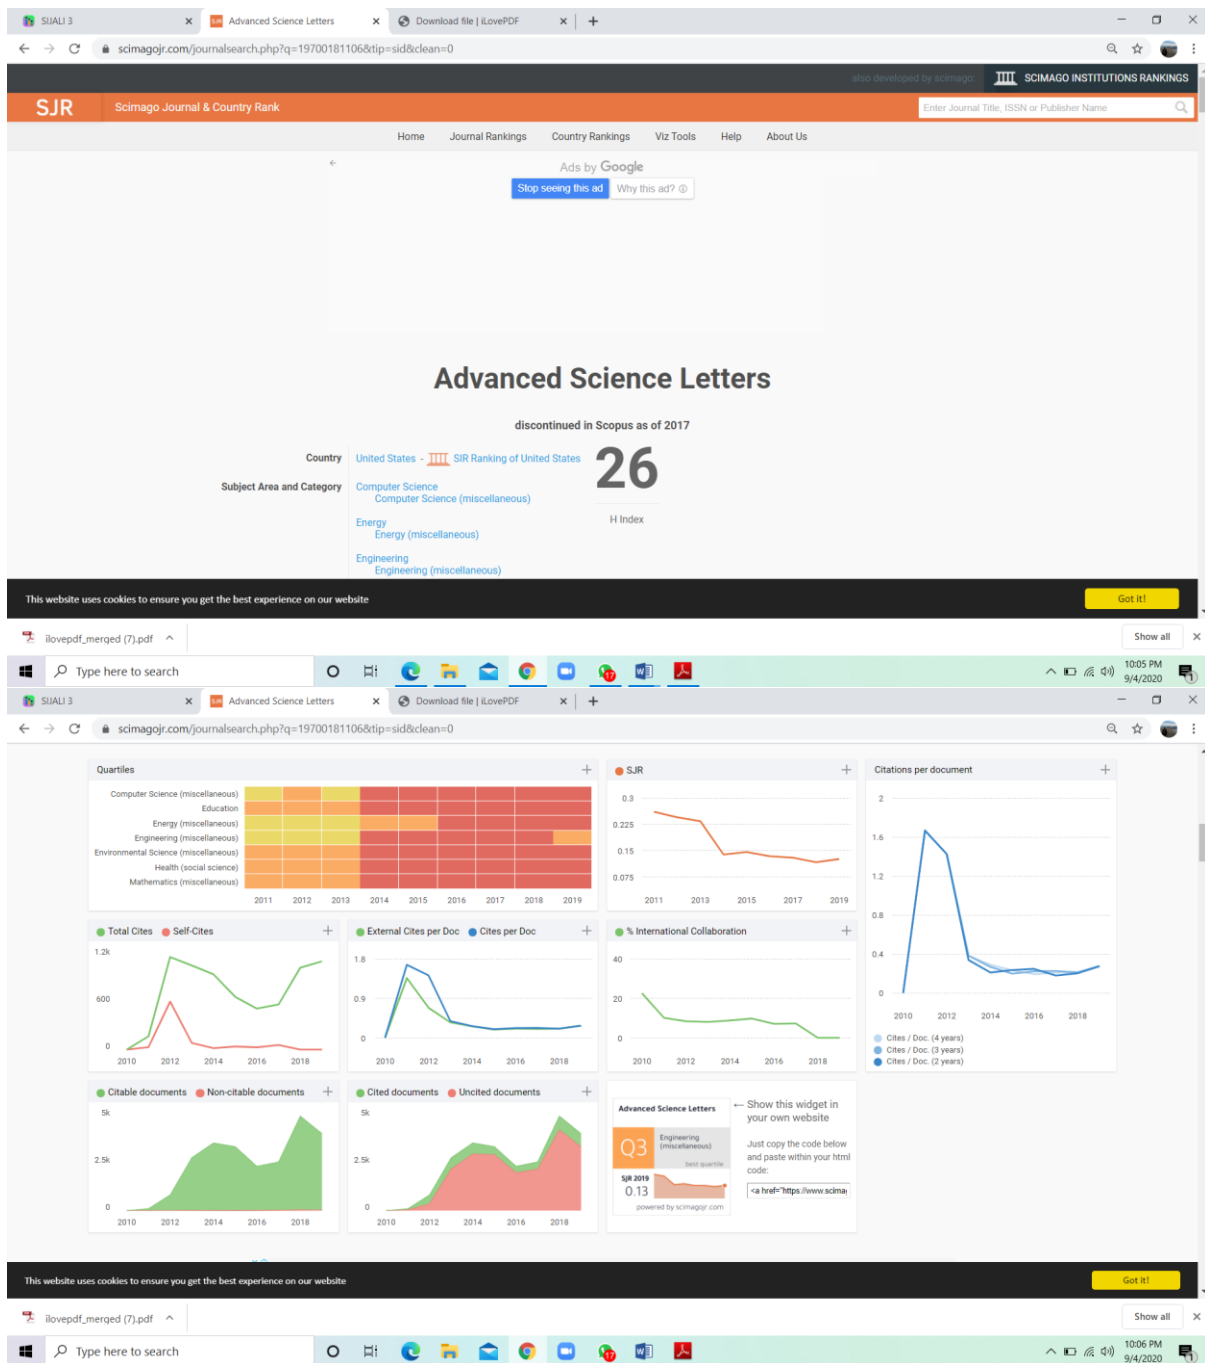 SIJALI 3
Advanced Science Letters
Download file | iLovePDF
scimagojr.com/journalsearch.php?q=19700181106&tip=sid&clean=0
also developed by scimago:
SCIMAGO INSTITUTIONS RANKINGS
SJR
Scimago Journal & Country Rank
Enter Journal Title, ISSN or Publisher Name
Home
Journal Rankings
Country Rankings
Viz Tools
Help
About Us
Ads by Google
Stop seeing this ad
Why this ad?
Advanced Science Letters
discontinued in Scopus as of 2017
Country
United States - SIR Ranking of United States
26
H Index
Subject Area and Category
Computer Science
Computer Science (miscellaneous)
Energy
Energy (miscellaneous)
Engineering
Engineering (miscellaneous)
This website uses cookies to ensure you get the best experience on our website
Got it!
ilovepdf_merged (7).pdf
Show all
Type here to search
17
10:05 PM
9/4/2020
1
SIJALI 3
Advanced Science Letters
Download file | iLovePDF
scimagojr.com/journalsearch.php?q=19700181106&tip=sid&clean=0
Quartiles
Computer Science (miscellaneous)
Education
Energy (miscellaneous)
Engineering (miscellaneous)
Environmental Science (miscellaneous)
Health (social science)
Mathematics (miscellaneous)
2011 2012 2013 2014 2015 2016 2017 2018 2019
SJR
0.3
0.225
0.15
0.075
2011 2013 2015 2017 2019
Citations per document
2
1.6
1.2
0.8
0.4
0
2010 2012 2014 2016 2018
Cites / Doc. (4 years)
Cites / Doc. (3 years)
Cites / Doc. (2 years)
Total Cites Self-Cites
1.2k
600
0
2010 2012 2014 2016 2018
External Cites per Doc Cites per Doc
1.8
0.9
0
2010 2012 2014 2016 2018
% International Collaboration
40
20
0
2010 2012 2014 2016 2018
Citable documents Non-citable documents
5k
2.5k
0
2010 2012 2014 2016 2018
Cited documents Uncited documents
5k
2.5k
0
2010 2012 2014 2016 2018
Advanced Science Letters
Q3
Engineering
(miscellaneous)
best quartile
SJR 2019
0.13
powered by scimagojr.com
← Show this widget in
your own website
Just copy the code below
and paste within your html
code:
<a href="https://www.scima
This website uses cookies to ensure you get the best experience on our website
Got it!
ilovepdf_merged (7).pdf
Show all
Type here to search
17
10:06 PM
9/4/2020
1